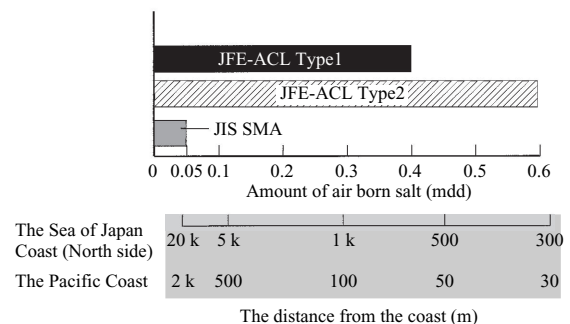 JFE-ACL Type1
JFE-ACL Type2
JIS SMA
0 0.05 0.1 0.2 0.3 0.4 0.5 0.6
Amount of air born salt (mdd)
The Sea of Japan
Coast (North side)
20 k 5 k 1 k 500 300
The Pacific Coast 2 k 500 100 50 30
The distance from the coast (m)